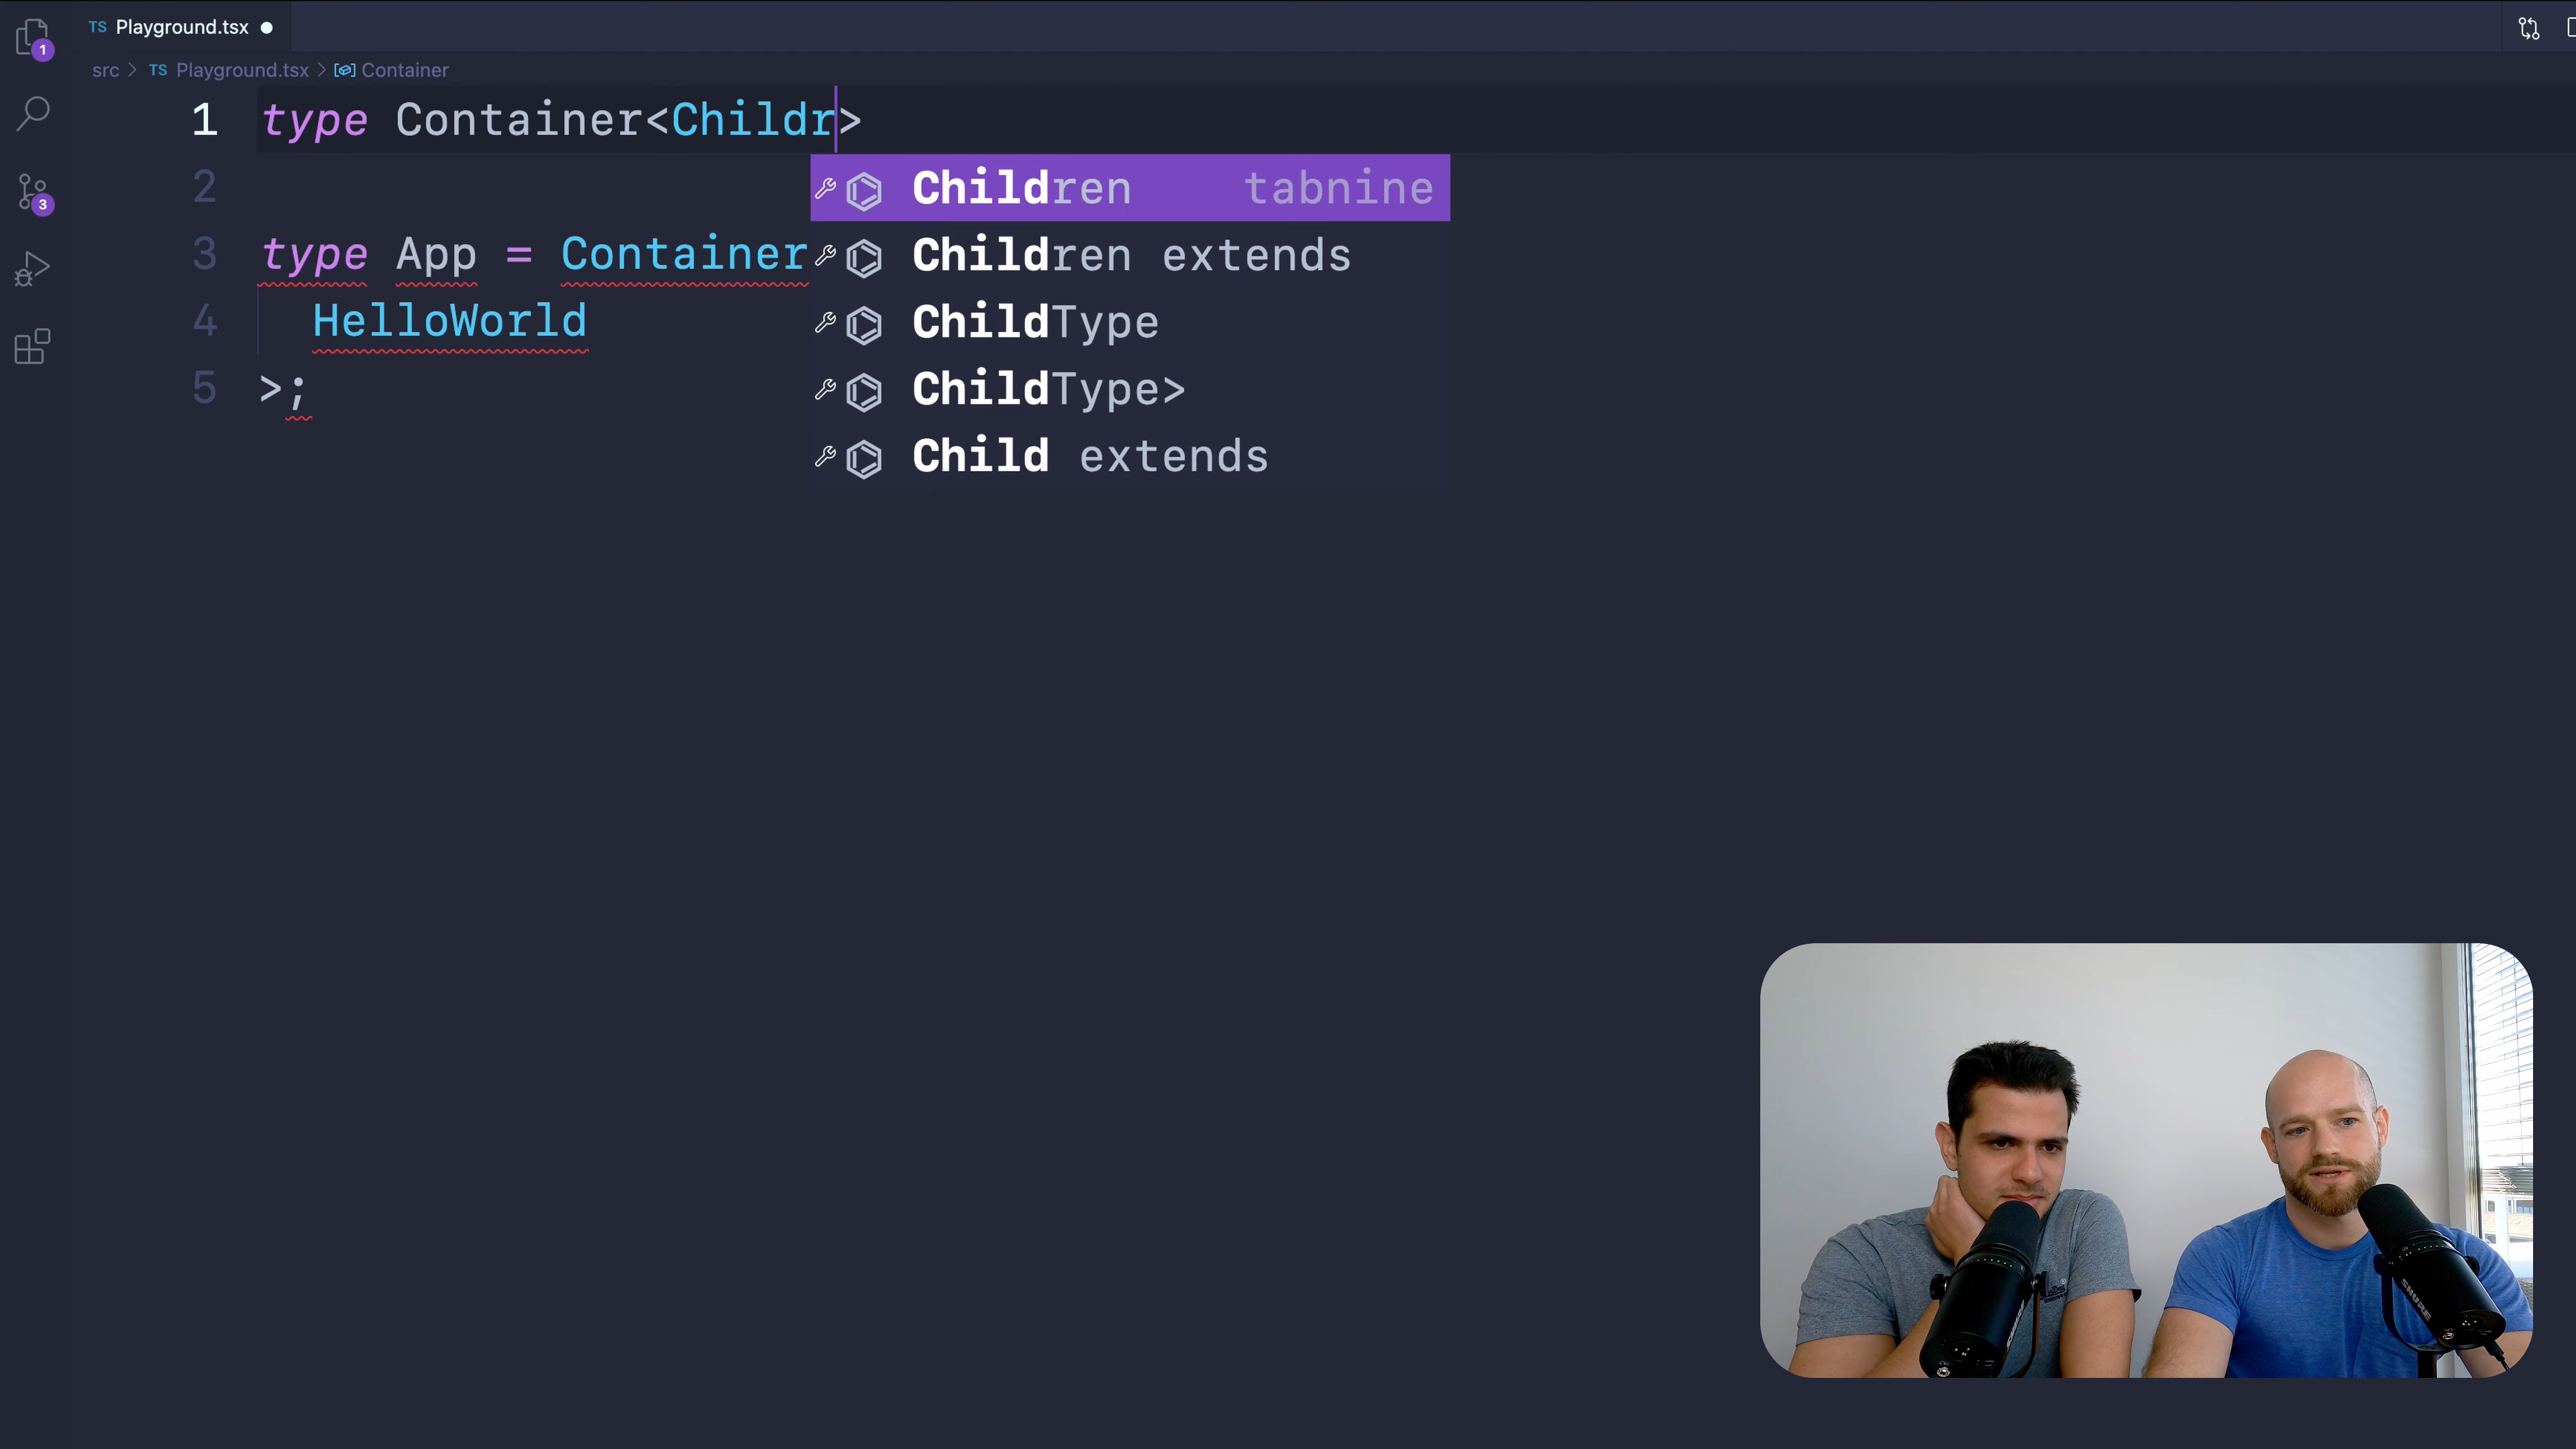 TS Playground.tsx
src > TS Playground.tsx > Container
1 type Container<Childr>
2
3 type App = Container
4 HelloWorld
5 >;
Children tabnine
Children extends
ChildType
ChildType>
Child extends
1
3
SHURE